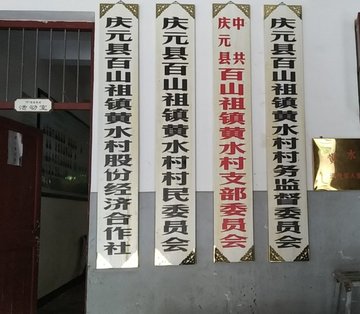 庆元县百山祖镇黄水村股份经济合作社
庆元县百山祖镇黄水村村民委员会
中共庆元县百山祖镇黄水村支部委员会
庆元县百山祖镇黄水村村务监督委员会
活动室